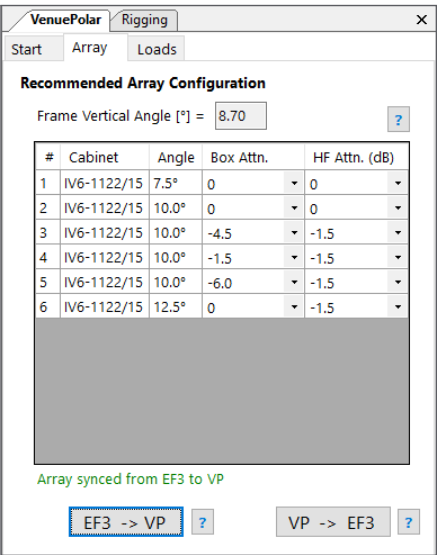 VenuePolar Rigging x
Start Array Loads
Recommended Array Configuration
Frame Vertical Angle [°] = 8.70 ?
# Cabinet Angle Box Attn. HF Attn. (dB)
1 IV6-1122/15 7.5° 0 0
2 IV6-1122/15 10.0° 0 0
3 IV6-1122/15 10.0° -4.5 -1.5
4 IV6-1122/15 10.0° -1.5 -1.5
5 IV6-1122/15 10.0° -6.0 -1.5
6 IV6-1122/15 12.5° 0 -1.5
Array synced from EF3 to VP
EF3 -> VP ? VP -> EF3 ?